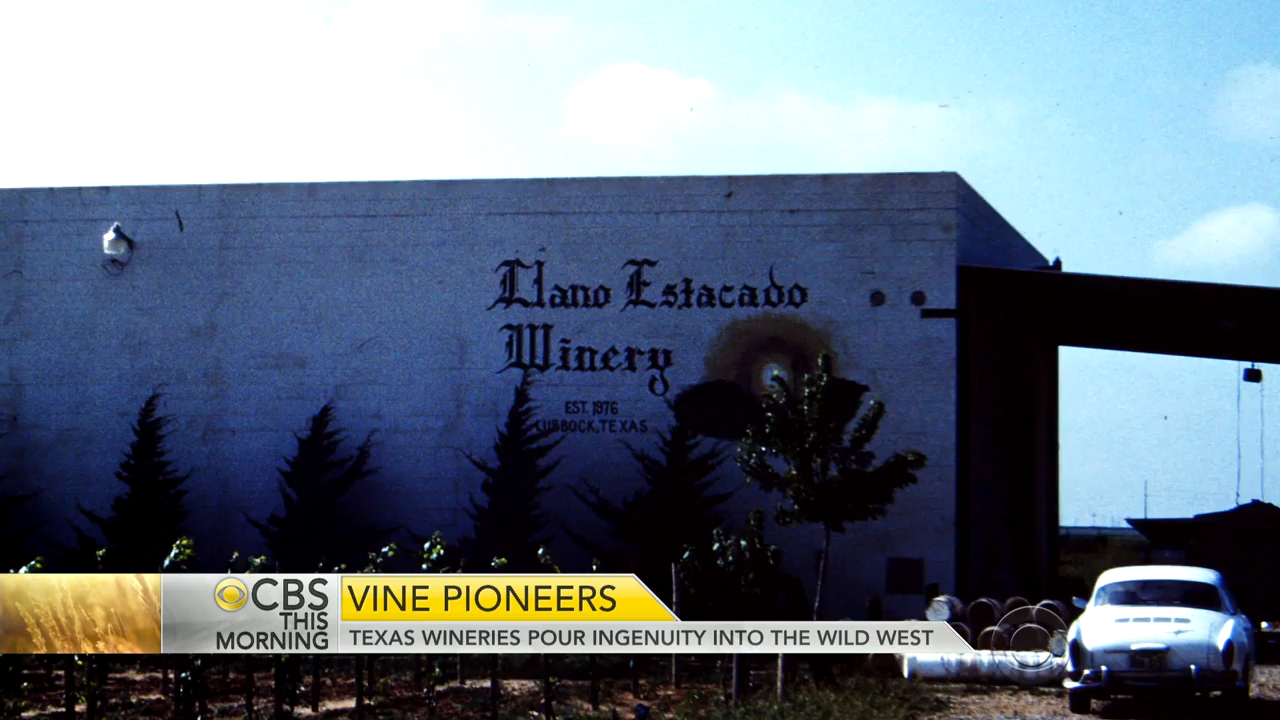 Llano Estacado
Winery
EST. 1976
LUBBOCK, TEXAS
CBS
THIS
MORNING
VINE PIONEERS
TEXAS WINERIES POUR INGENUITY INTO THE WILD WEST